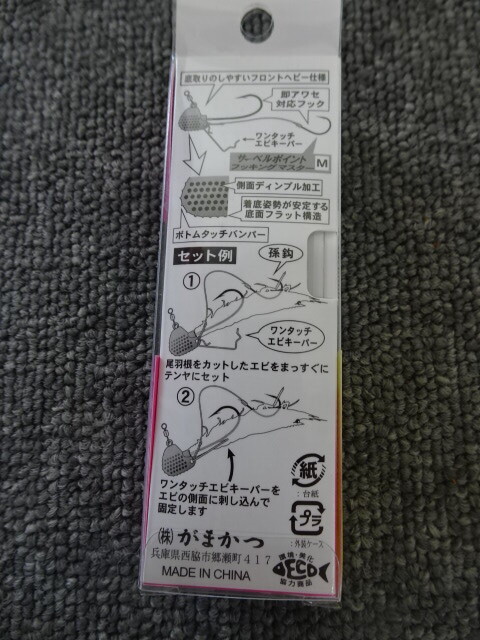 底取りのしやすいフロントヘビー仕様
即アワセ
対応フック
ワンタッチ
エビキーパー
サーベルポイント
フッキングマスター M
側面ディンプル加工
着底姿勢が安定する
底面フラット構造
ボトムタッチバンパー
セット例
孫鈎
①
ワンタッチ
エビキーパー
尾羽根をカットしたエビをまっすぐに
テンヤにセット
②
ワンタッチエビキーパーを
エビの側面に刺し込んで
固定します
紙
:台紙
プラ
:外装ケース
㈱がまかつ
兵庫県西脇市郷瀬町417
MADE IN CHINA
環境・美化
ECO
協力商品